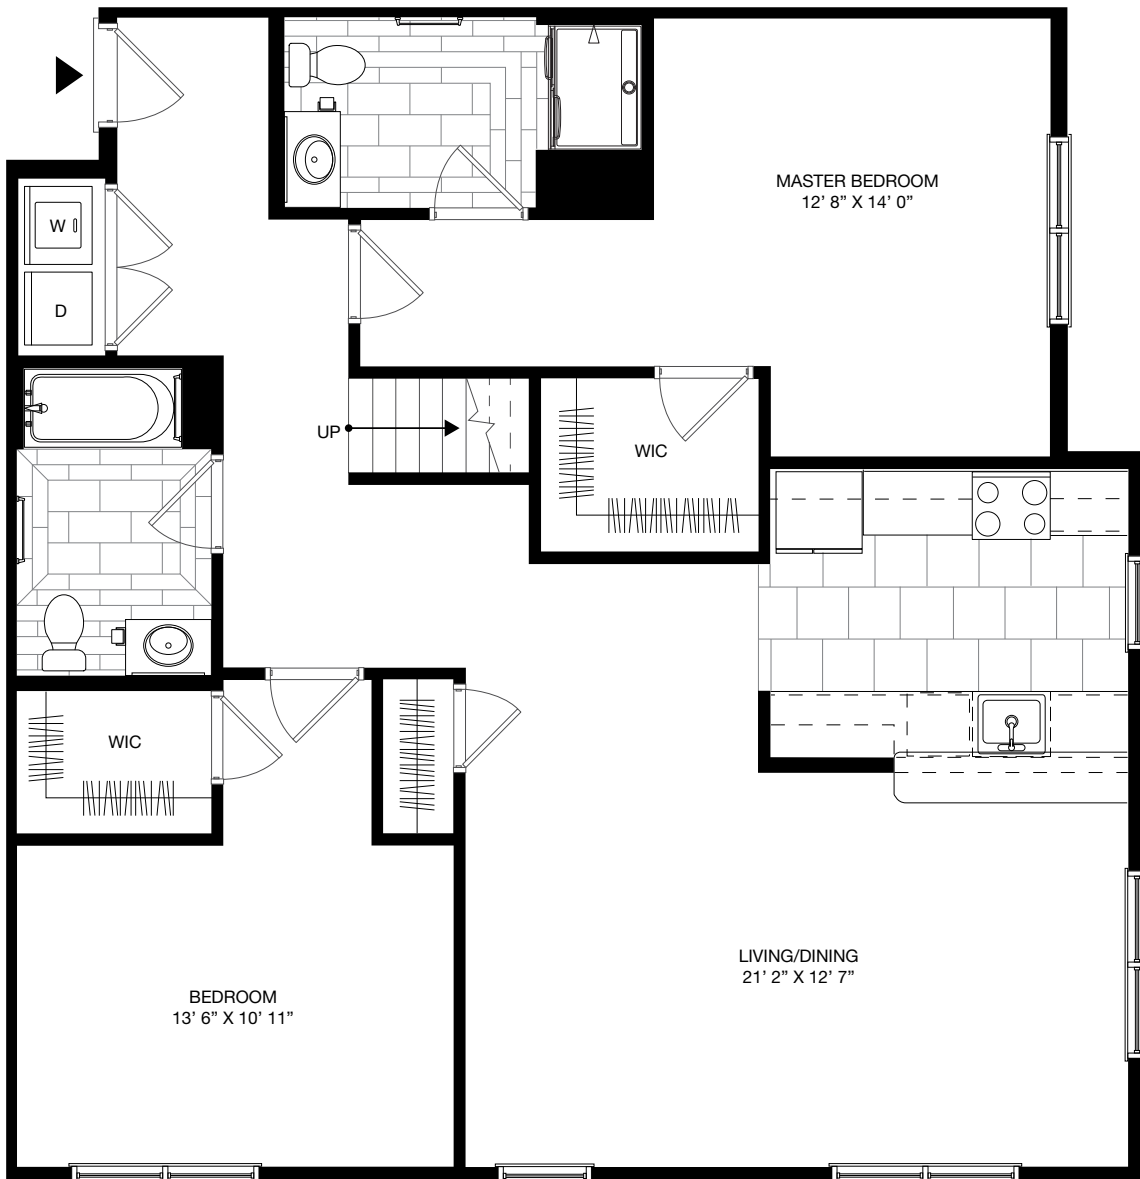 MASTER BEDROOM
12’ 8” X 14’ 0”
W
D
UP
WIC
WIC
LIVING/DINING
21’ 2” X 12’ 7”
BEDROOM
13’ 6” X 10’ 11”